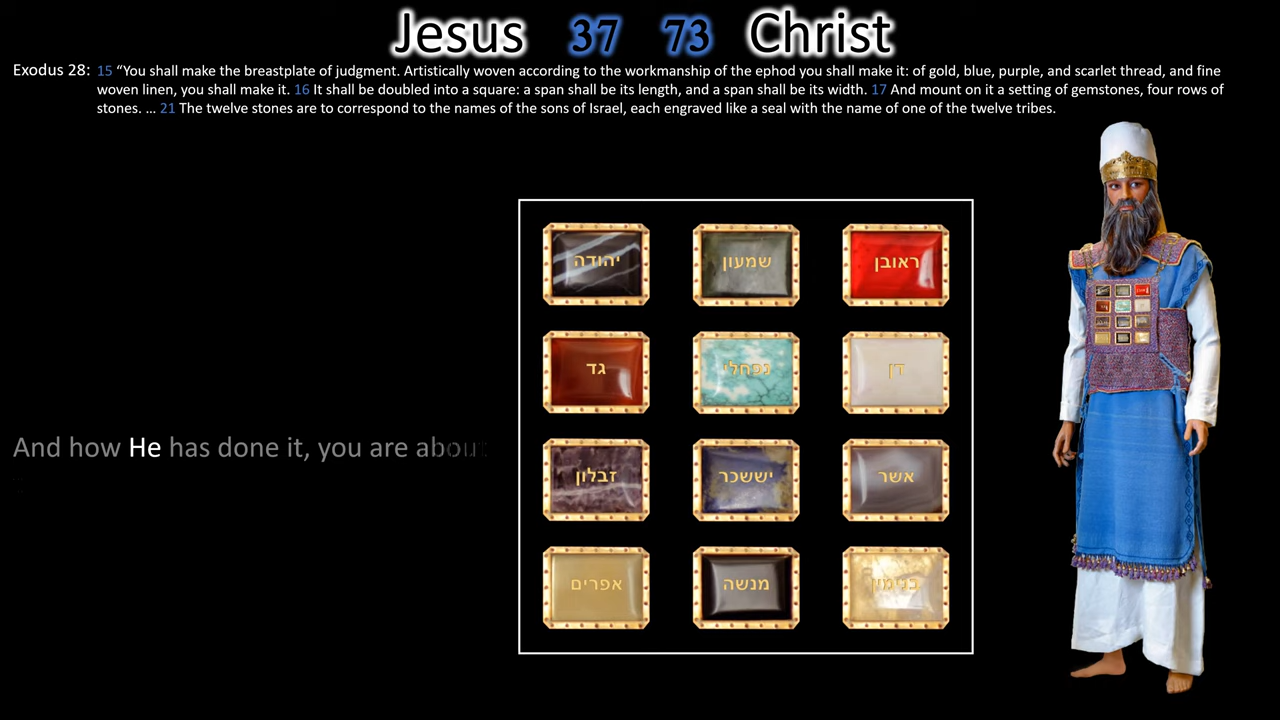 Jesus 37 73 Christ
Exodus 28: 15 “You shall make the breastplate of judgment. Artistically woven according to the workmanship of the ephod you shall make it: of gold, blue, purple, and scarlet thread, and fine
woven linen, you shall make it. 16 It shall be doubled into a square: a span shall be its length, and a span shall be its width. 17 And mount on it a setting of gemstones, four rows of
stones. ... 21 The twelve stones are to correspond to the names of the sons of Israel, each engraved like a seal with the name of one of the twelve tribes.
ראובן שמעון יהודה
דן נפתלי גד
And how He has done it, you are about
אשר יששכר זבלון
בנימין מנשה אפרים